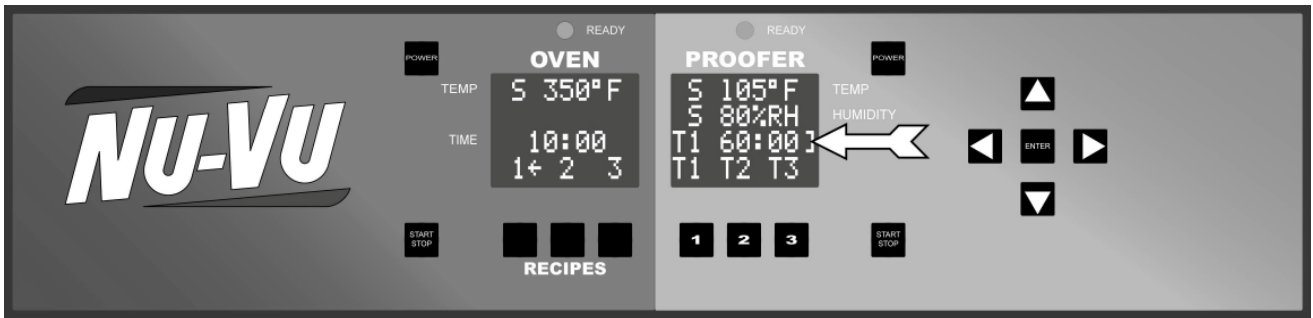 NU-VU
READY
POWER
OVEN
TEMP
S 350°F
TIME
10:00
1← 2 3
START
STOP
RECIPES
READY
PROOFER
POWER
S 105°F
TEMP
S 80%RH
HUMIDITY
T1 60:00]
T1 T2 T3
1 2 3
START
STOP
ENTER